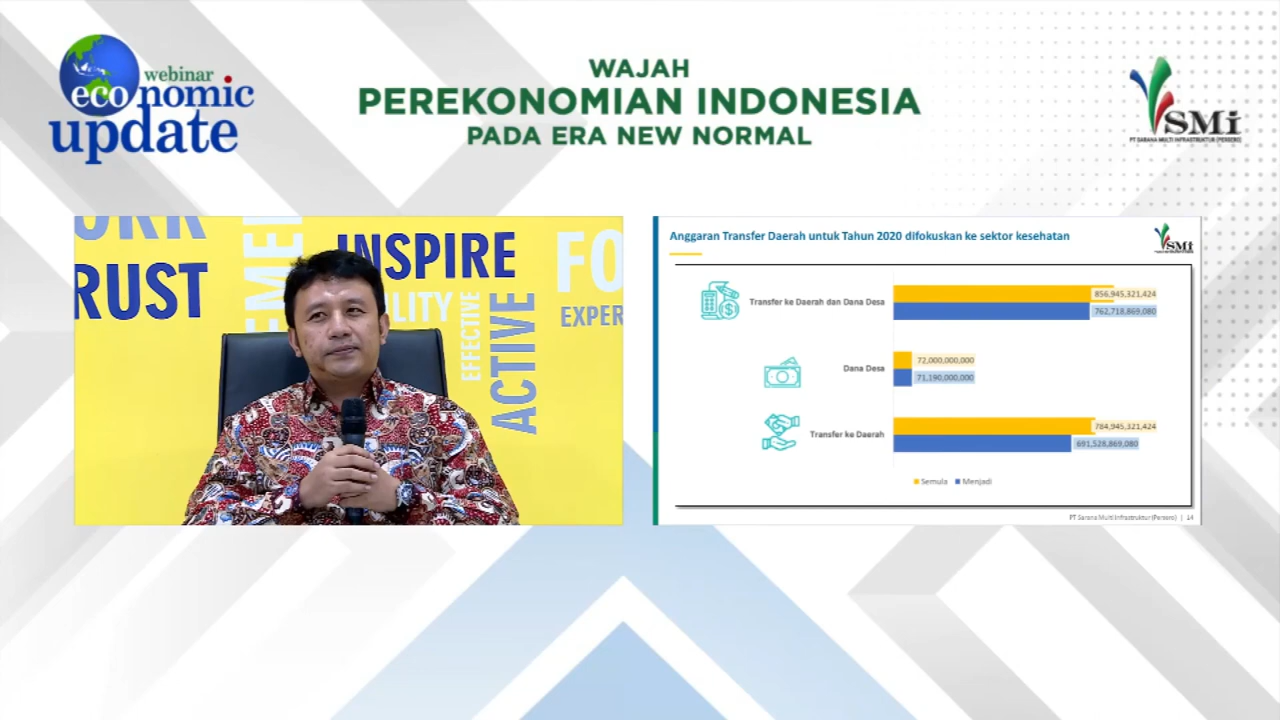 webinar
economic
update
WAJAH
PEREKONOMIAN INDONESIA
PADA ERA NEW NORMAL
SMi
PT SARANA MULTI INFRASTRUKTUR (PERSERO)
RUST
INSPIRE
LITY
EFFECTIVE
ACTIVE
FO
EXPER
Anggaran Transfer Daerah untuk Tahun 2020 difokuskan ke sektor kesehatan
SMi
Transfer ke Daerah dan Dana Desa
856,945,321,424
762,718,869,080
Dana Desa
72,000,000,000
71,190,000,000
Transfer ke Daerah
784,945,321,424
691,528,869,080
Semula
Menjadi
PT Sarana Multi Infrastruktur (Persero) | 14